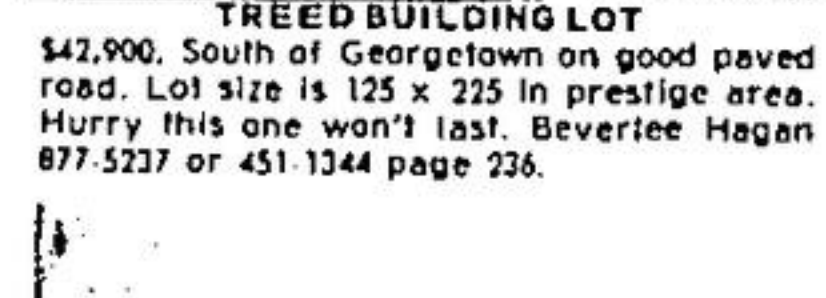 TREED BUILDING LOT
$42,900. South of Georgetown on good paved
road. Lot size is 125 x 225 in prestige area.
Hurry this one won't last. Beverlee Hagan
877-5237 or 451-1344 page 236.